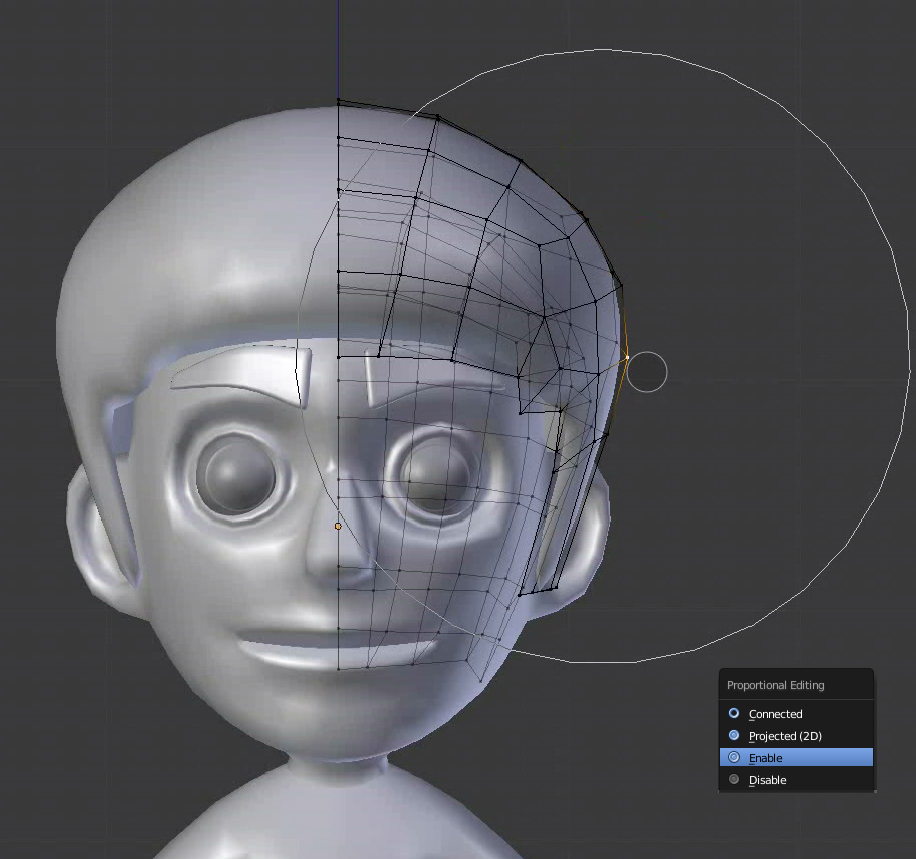 Proportional Editing
Connected
Projected (2D)
Enable
Disable